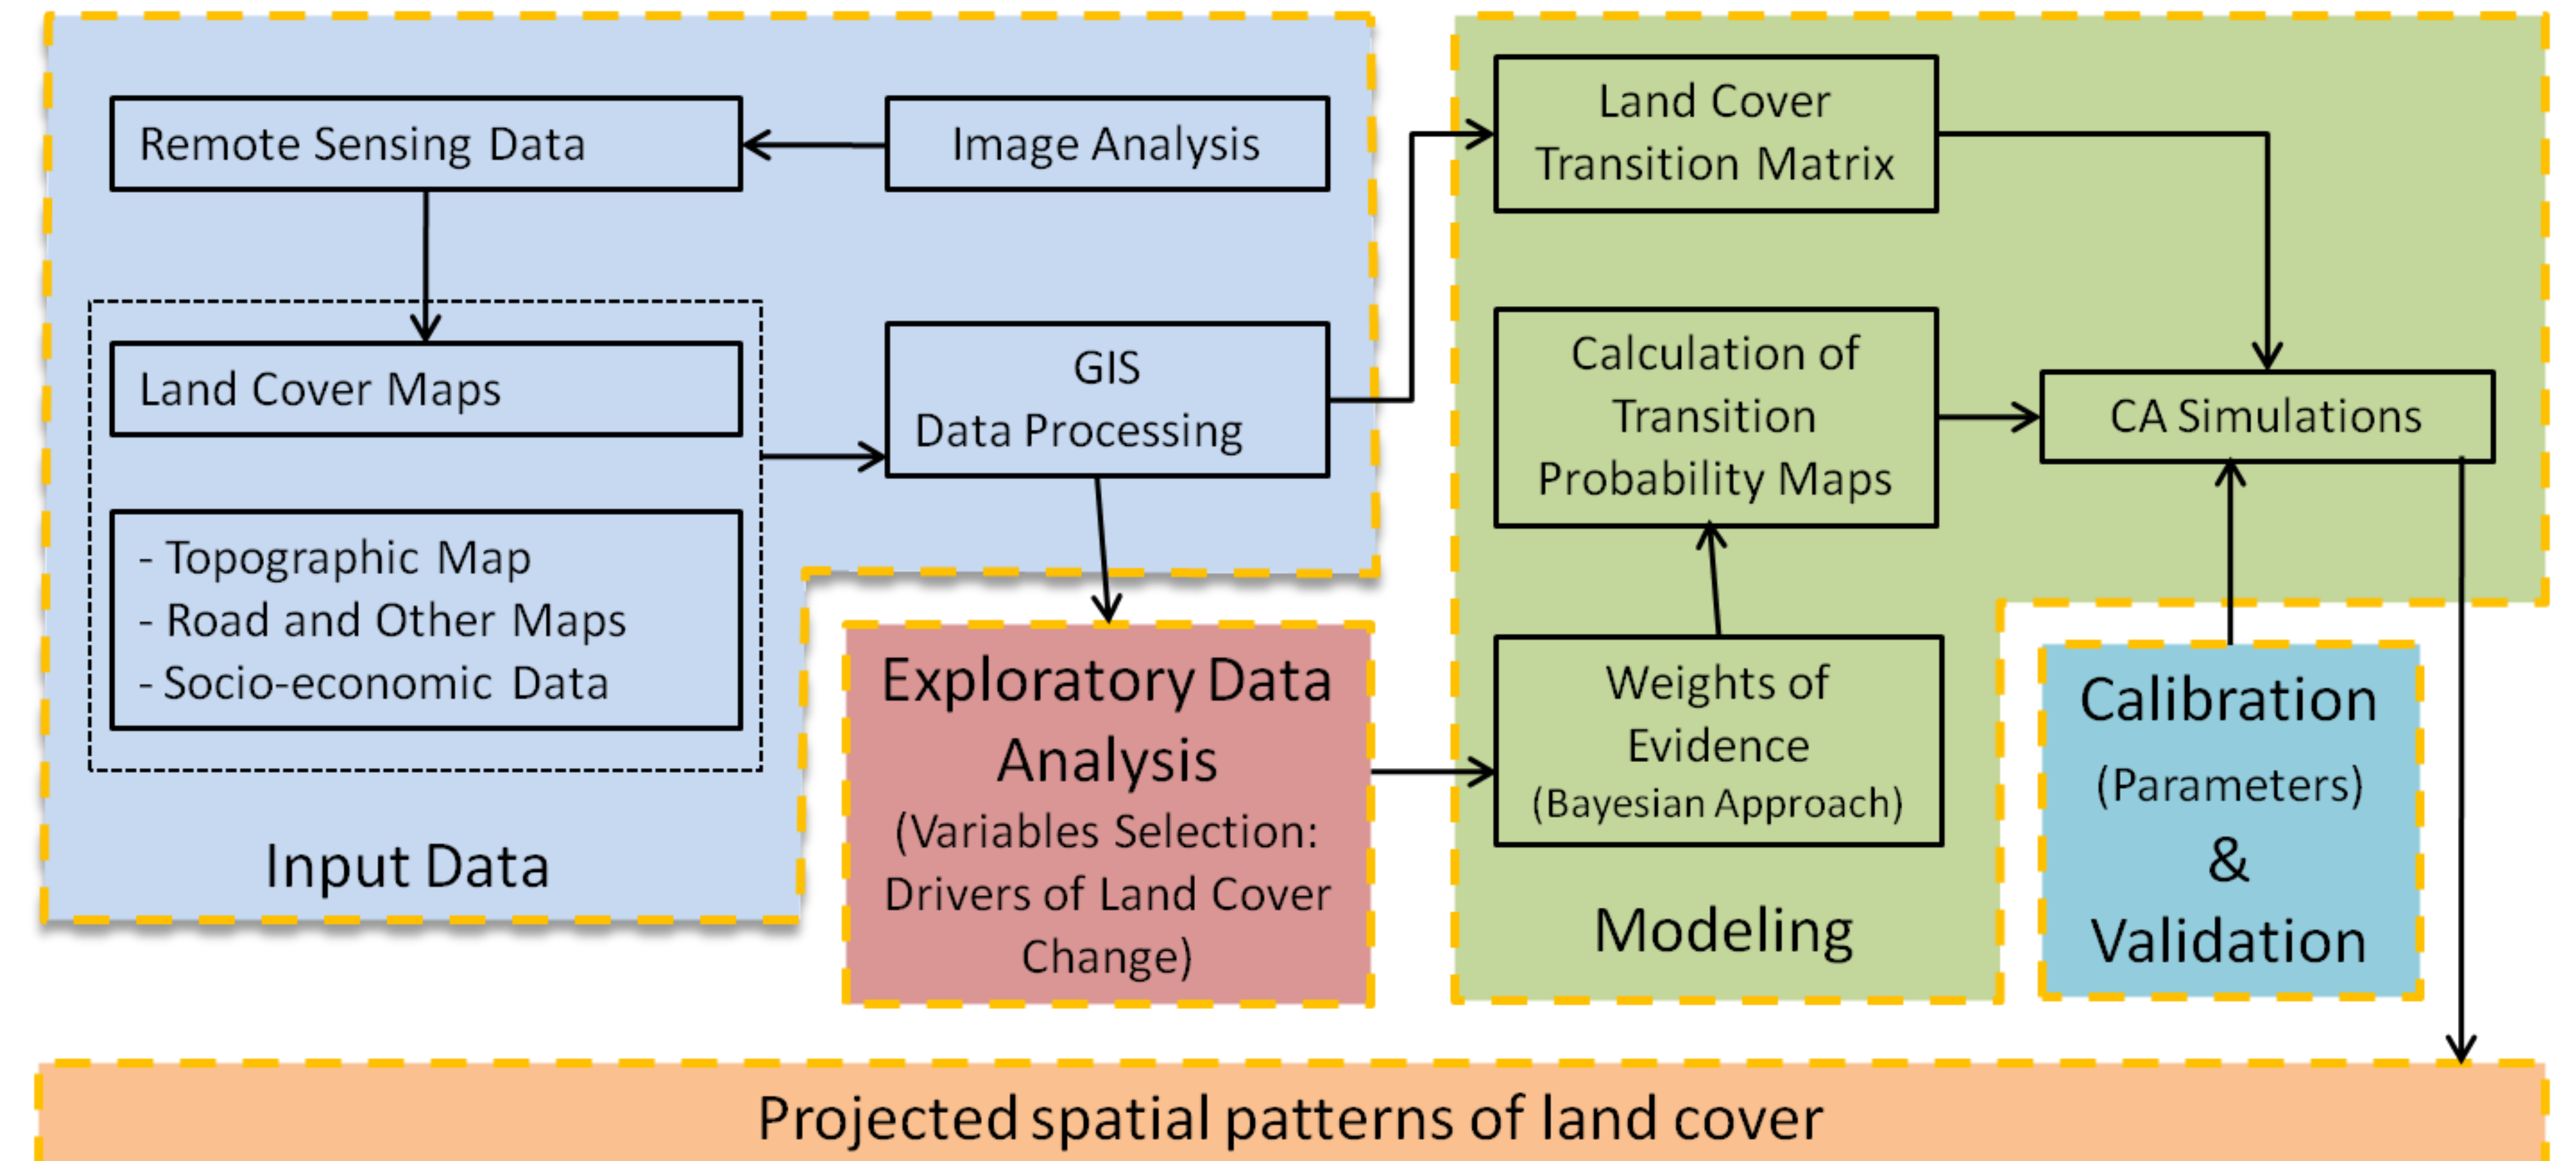 Remote Sensing Data
Image Analysis
Land Cover Maps
- Topographic Map
- Road and Other Maps
- Socio-economic Data
Input Data
GIS
Data Processing
Exploratory Data
Analysis
(Variables Selection:
Drivers of Land Cover
Change)
Land Cover
Transition Matrix
Calculation of
Transition
Probability Maps
Weights of
Evidence
(Bayesian Approach)
Modeling
CA Simulations
Calibration
(Parameters)
&
Validation
Projected spatial patterns of land cover